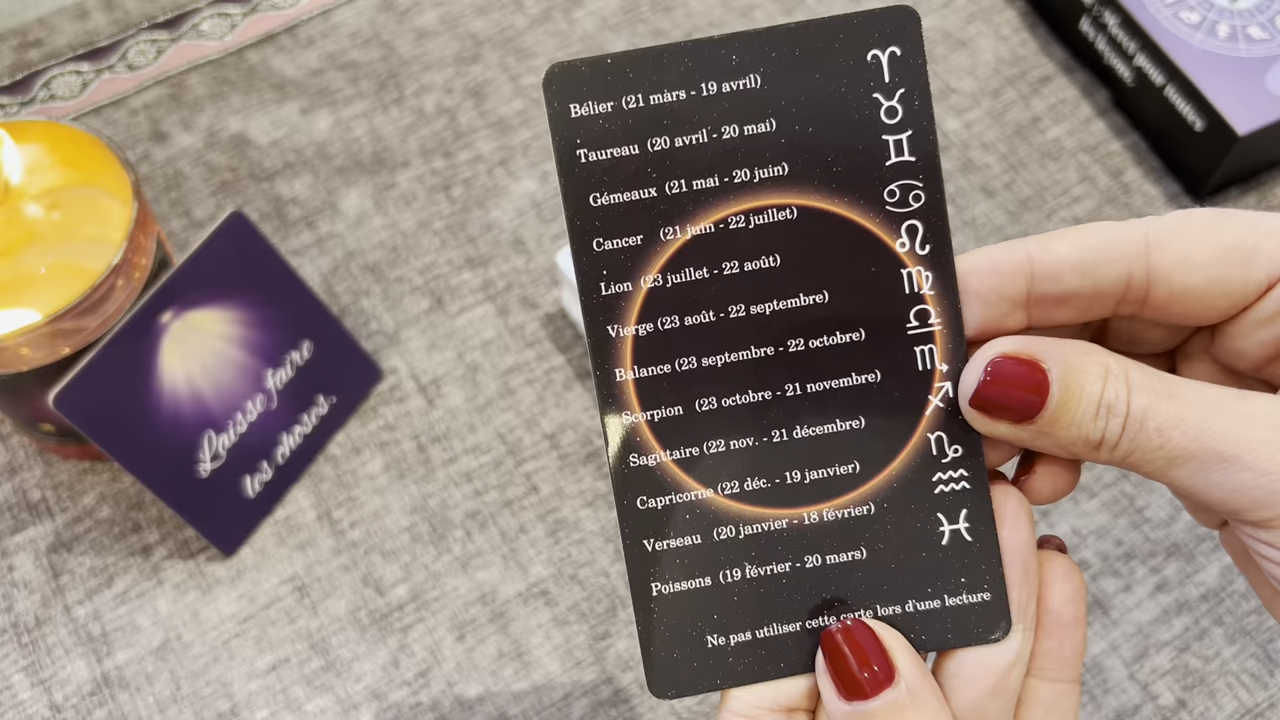 Bélier (21 mars - 19 avril)
Taureau (20 avril - 20 mai)
Gémeaux (21 mai - 20 juin)
Cancer (21 juin - 22 juillet)
Lion (23 juillet - 22 août)
Vierge (23 août - 22 septembre)
Balance (23 septembre - 22 octobre)
Scorpion (23 octobre - 21 novembre)
Sagittaire (22 nov. - 21 décembre)
Capricorne (22 déc. - 19 janvier)
Verseau (20 janvier - 18 février)
Poissons (19 février - 20 mars)
Ne pas utiliser cette carte lors d'une lecture
Laisse faire
les choses.
Merci pour toutes